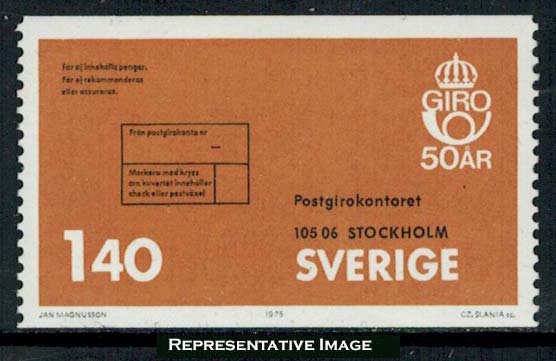 Får ej innehålla pengar.
Får ej rekommenderas
eller assureras.
GIRO
50 ÅR
Från postgirokonto nr
Markera med kryss
om kuvertet innehåller
check eller postväxel
Postgirokontoret
105 06 STOCKHOLM
140
SVERIGE
JAN MAGNUSSON
1975
CZ. SLANIA sc.
REPRESENTATIVE IMAGE